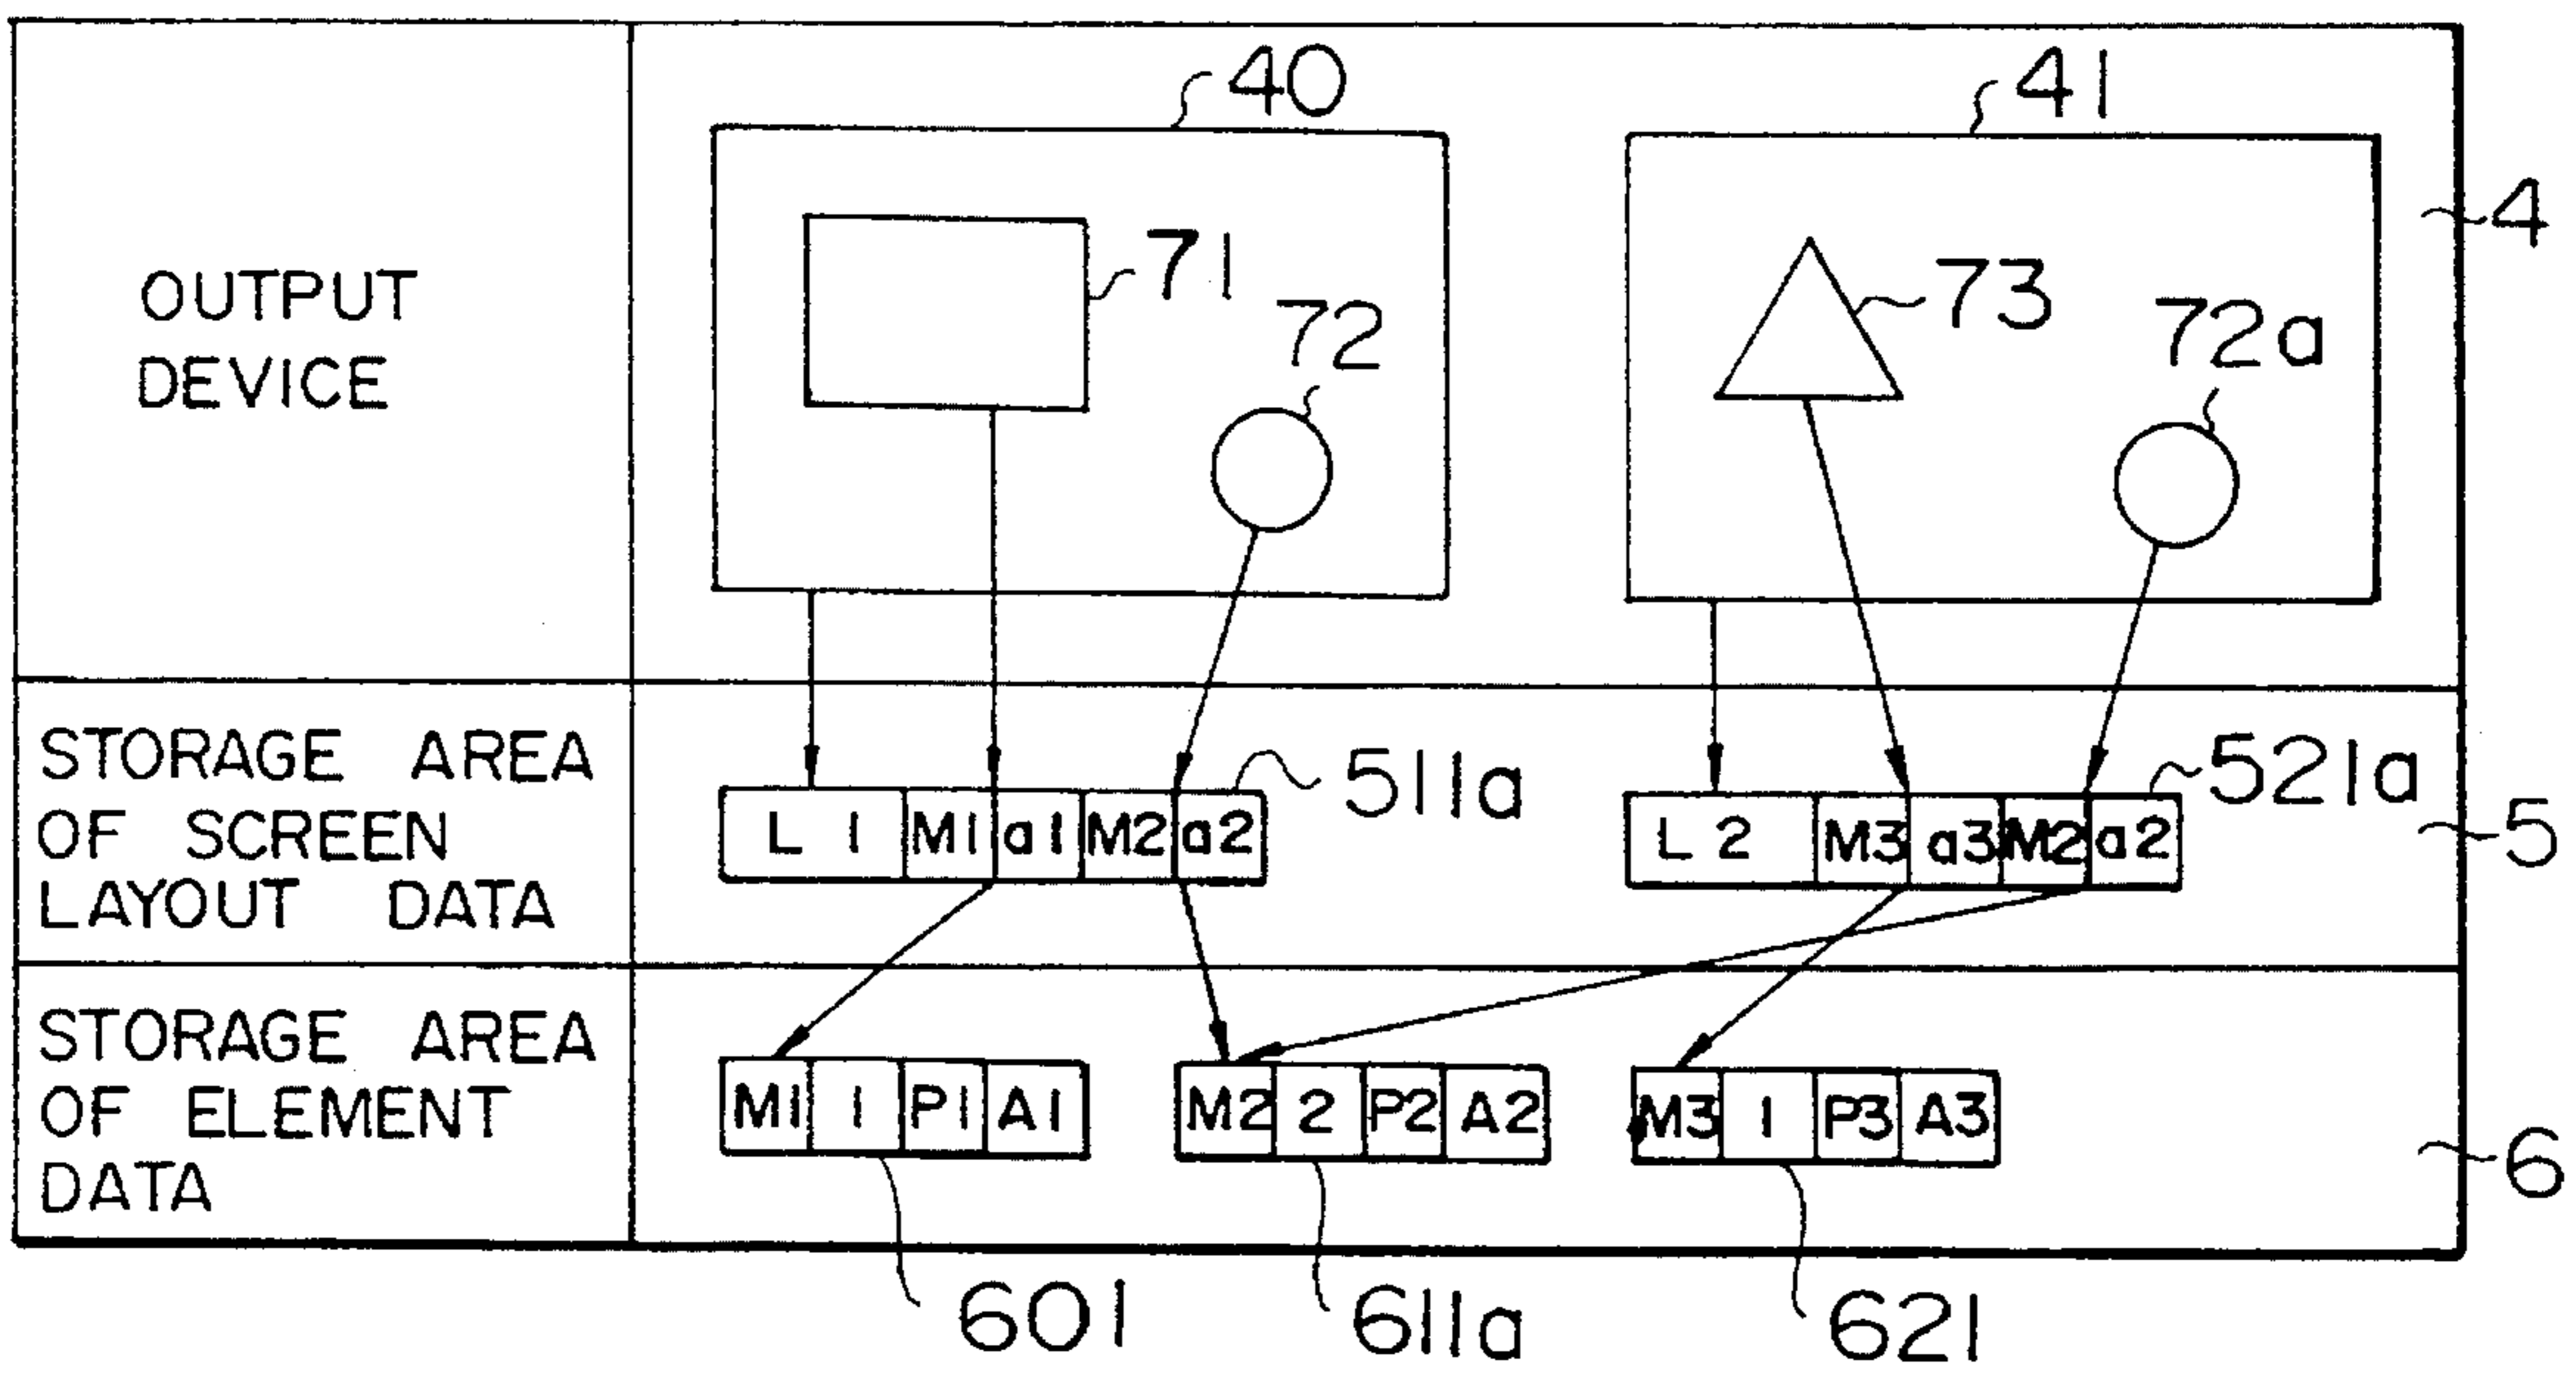 40
41
4
71
72
73
72a
OUTPUT
DEVICE
STORAGE AREA
OF SCREEN
LAYOUT DATA
L 1 M1 a1 M2 a2
511a
L 2 M3 a3 M2 a2
521a
5
STORAGE AREA
OF ELEMENT
DATA
M1 1 P1 A1
M2 2 P2 A2
M3 1 P3 A3
6
601
611a
621